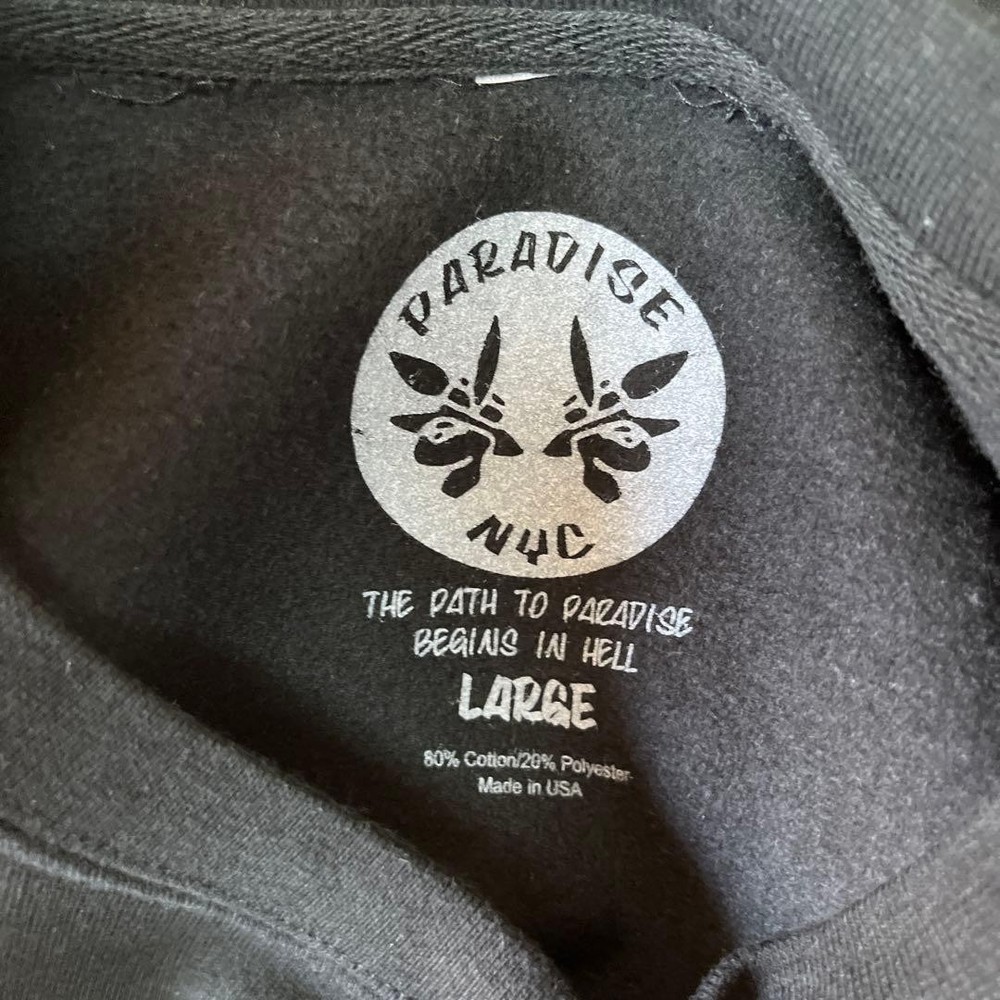 PARADISE
NYC
THE PATH TO PARADISE
BEGINS IN HELL
LARGE
80% Cotton/20% Polyester
Made in USA